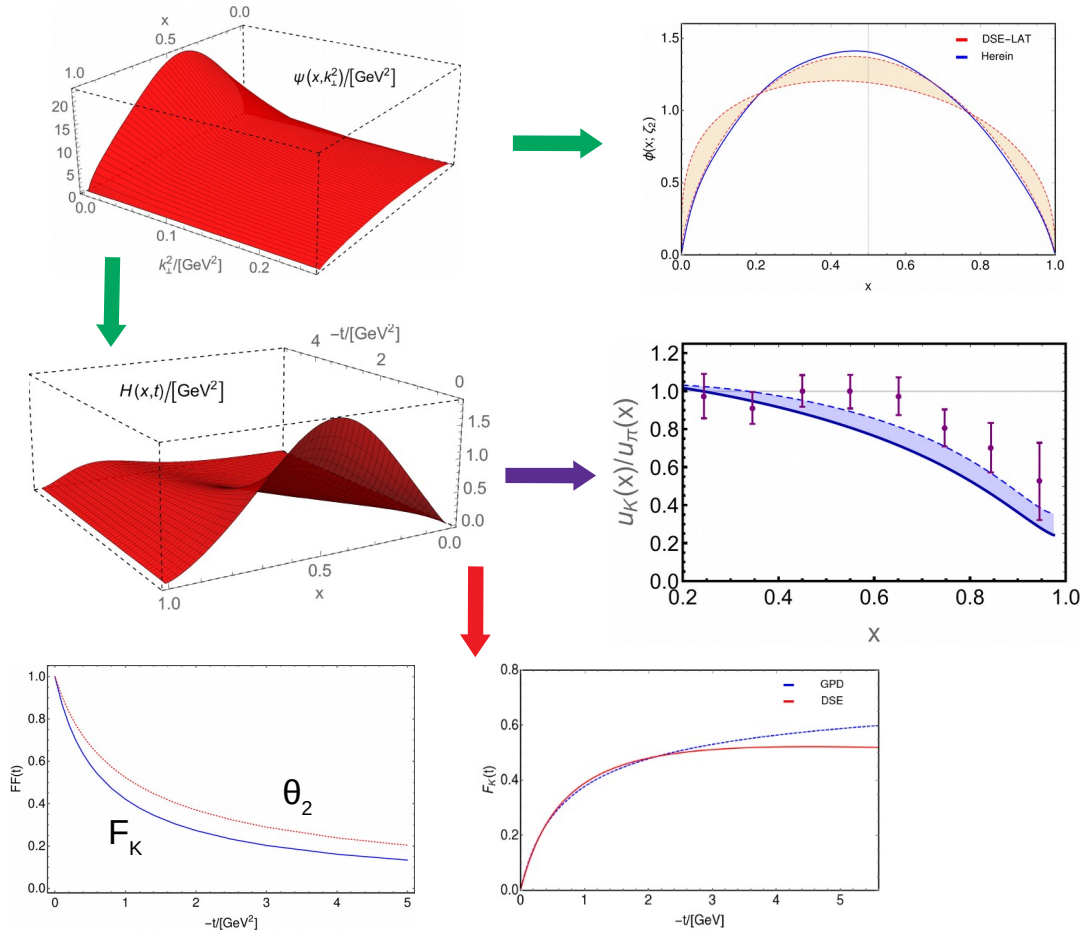 x
0.0
0.5
1.0
ψ(x,k⊥²)/[GeV²]
20
15
10
5
0
0.0
0.1
0.2
k⊥²/[GeV²]
DSE-LAT
Herein
1.5
1.0
0.5
0.0
ϕ(x; ζ₂)
0.0 0.2 0.4 0.6 0.8 1.0
x
−t/[GeV²]
4
2
0
H(x,t)/[GeV²]
1.5
1.0
0.5
0.0
0.0
0.5
1.0
x
1.2
1.0
0.8
0.6
0.4
0.2
0.0
u_K(x)/u_π(x)
0.2 0.4 0.6 0.8 1.0
x
1.0
0.8
0.6
0.4
0.2
0.0
FF(t)
θ₂
F_K
0 1 2 3 4 5
−t/[GeV²]
GPD
DSE
0.8
0.6
0.4
0.2
0.0
F_K(t)
0 1 2 3 4 5
−t/[GeV]